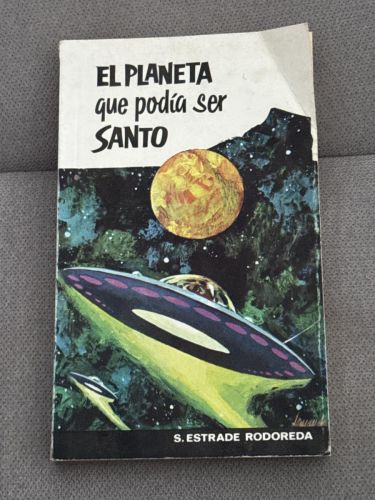 EL PLANETA
que podía ser
SANTO
S. ESTRADE RODOREDA